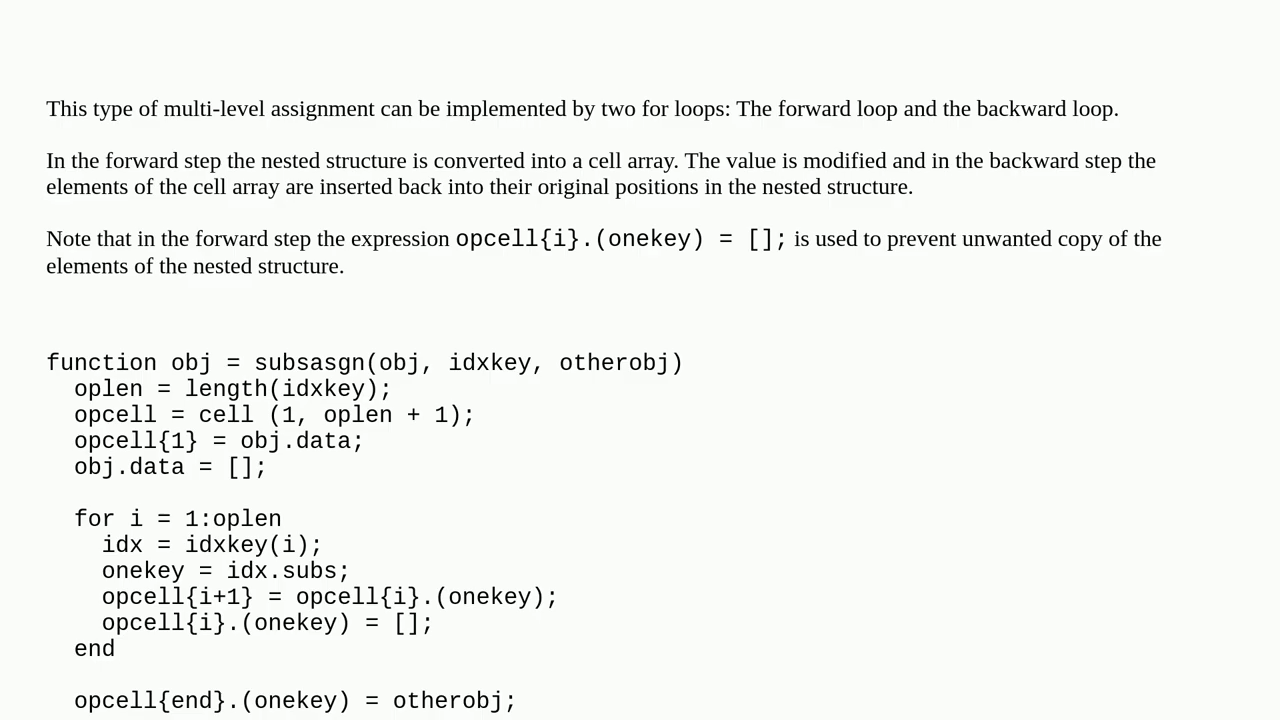 This type of multi-level assignment can be implemented by two for loops: The forward loop and the backward loop.
In the forward step the nested structure is converted into a cell array. The value is modified and in the backward step the
elements of the cell array are inserted back into their original positions in the nested structure.
Note that in the forward step the expression opcell{i}.(onekey) = []; is used to prevent unwanted copy of the
elements of the nested structure.
function obj = subsasgn(obj, idxkey, otherobj)
  oplen = length(idxkey);
  opcell = cell (1, oplen + 1);
  opcell{1} = obj.data;
  obj.data = [];
  for i = 1:oplen
    idx = idxkey(i);
    onekey = idx.subs;
    opcell{i+1} = opcell{i}.(onekey);
    opcell{i}.(onekey) = [];
  end
  opcell{end}.(onekey) = otherobj;